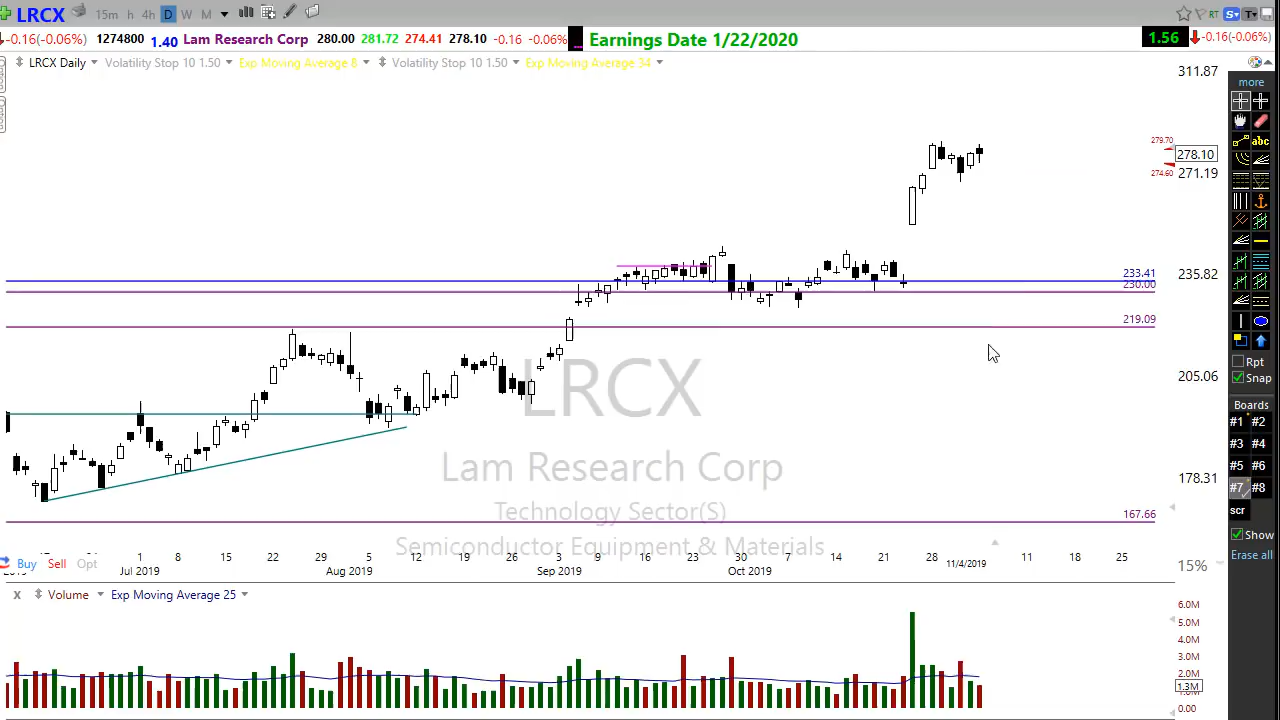 LRCX 15m h 4h D W M RT S T
-0.16(-0.06%) 1274800 1.40 Lam Research Corp 280.00 281.72 274.41 278.10 -0.16 -0.06% Earnings Date 1/22/2020 1.56 -0.16(-0.06%)
LRCX Daily Volatility Stop 10 1.50 Exp Moving Average 8 Volatility Stop 10 1.50 Exp Moving Average 34
311.87
279.70
278.10
274.60
271.19
235.82
233.41
230.00
219.09
205.06
178.31
167.66
15%
LRCX
Lam Research Corp
Technology Sector(S)
Semiconductor Equipment & Materials
1 8 15 22 29 5 12 19 26 3 9 16 23 30 7 14 21 28 11/4/2019 11 18 25
Jul 2019 Aug 2019 Sep 2019 Oct 2019
Buy Sell Opt
X Volume Exp Moving Average 25
6.0M
5.0M
4.0M
3.0M
2.0M
1.3M
0.00
more
abc
Rpt
Snap
Boards
#1 #2
#3 #4
#5 #6
#7 #8
scr
Show
Erase all